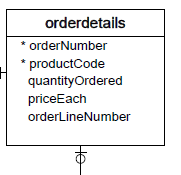 orderdetails
* orderNumber
* productCode
quantityOrdered
priceEach
orderLineNumber